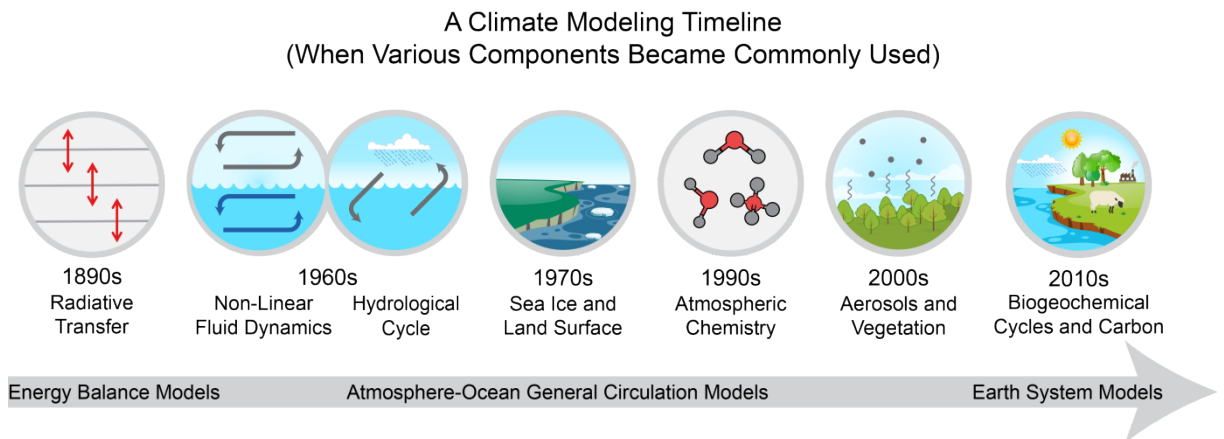 A Climate Modeling Timeline
(When Various Components Became Commonly Used)
1890s
Radiative
Transfer
1960s
Non-Linear
Fluid Dynamics
Hydrological
Cycle
1970s
Sea Ice and
Land Surface
1990s
Atmospheric
Chemistry
2000s
Aerosols and
Vegetation
2010s
Biogeochemical
Cycles and Carbon
Energy Balance Models
Atmosphere-Ocean General Circulation Models
Earth System Models